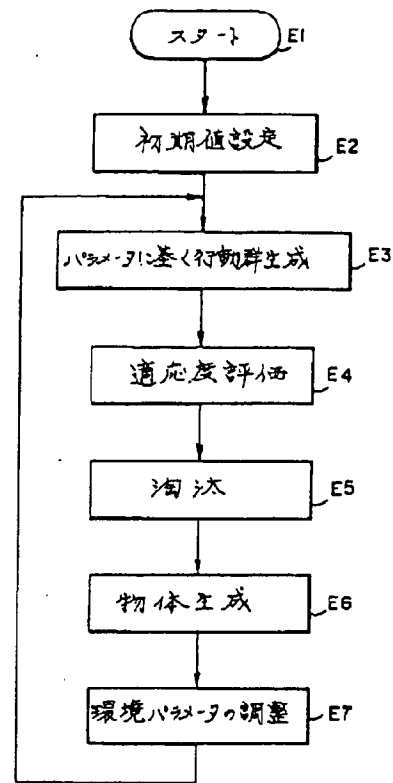 スタート
E1
初期値設定
E2
パラメータに基く行動群生成
E3
適応度評価
E4
淘汰
E5
物体生成
E6
環境パラメータの調整
E7